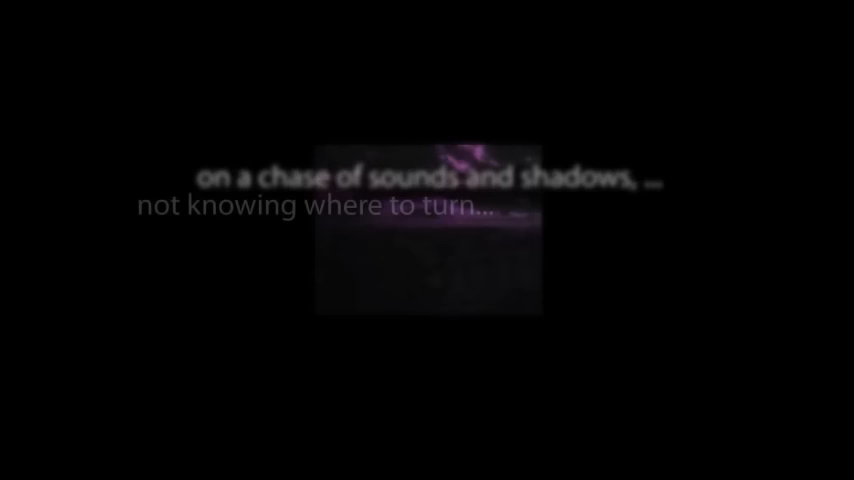 on a chase of sounds and shadows, ...
not knowing where to turn...